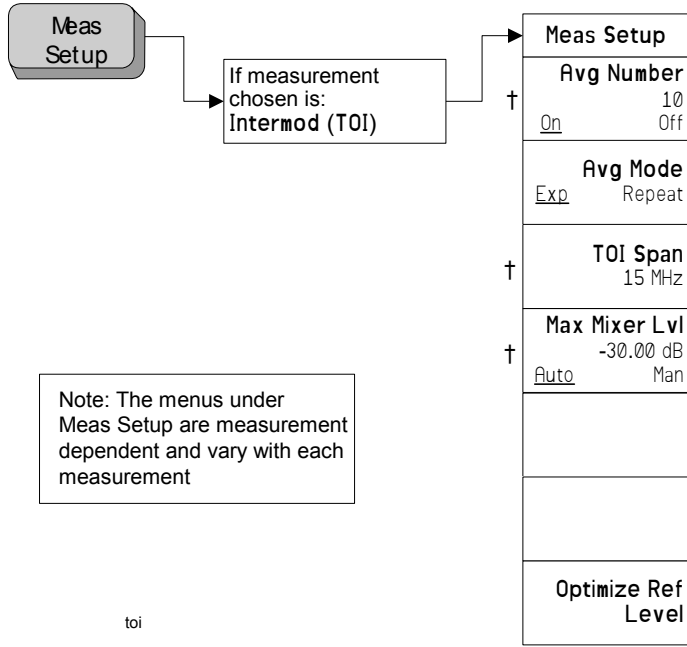 Meas
Setup
If measurement
chosen is:
Intermod (TOI)
Meas Setup
†
Avg Number
10
On Off
Avg Mode
Exp Repeat
†
TOI Span
15 MHz
†
Max Mixer Lvl
-30.00 dB
Auto Man
Optimize Ref
Level
Note: The menus under
Meas Setup are measurement
dependent and vary with each
measurement
toi